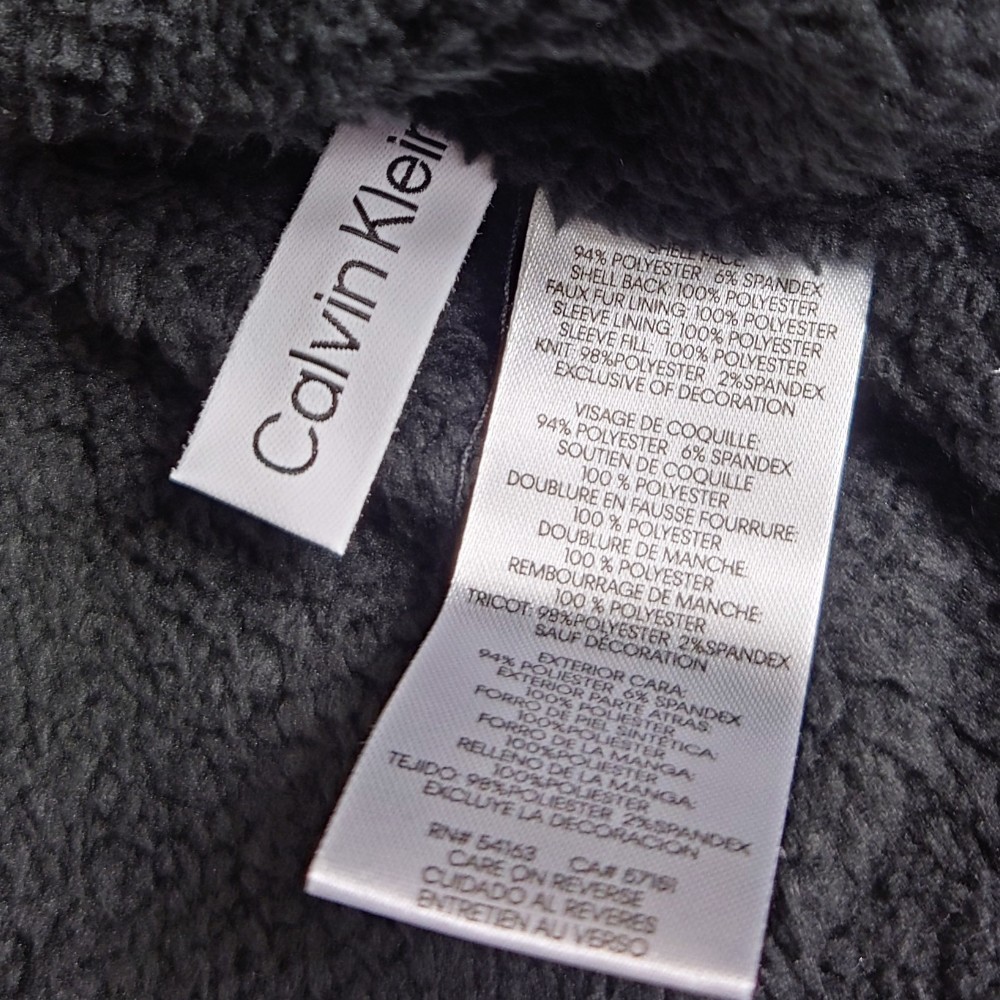 Calvin Klein
SHELL FACE
94% POLYESTER 6% SPANDEX
SHELL BACK: 100% POLYESTER
FAUX FUR LINING: 100% POLYESTER
SLEEVE LINING: 100% POLYESTER
SLEEVE FILL: 100% POLYESTER
KNIT: 98%POLYESTER 2%SPANDEX
EXCLUSIVE OF DECORATION
VISAGE DE COQUILLE:
94% POLYESTER 6% SPANDEX
SOUTIEN DE COQUILLE
100 % POLYESTER
DOUBLURE EN FAUSSE FOURRURE:
100 % POLYESTER
DOUBLURE DE MANCHE:
100 % POLYESTER
REMBOURRAGE DE MANCHE:
100 % POLYESTER
TRICOT: 98%POLYESTER 2%SPANDEX
SAUF DÉCORATION
EXTERIOR CARA:
94% POLIESTER 6% SPANDEX
EXTERIOR PARTE ATRAS:
100% POLIESTER
FORRO DE PIEL SINTÉTICA:
100%POLIESTER
FORRO DE LA MANGA:
100%POLIESTER
RELLENO DE LA MANGA:
100%POLIESTER
TEJIDO: 98%POLIESTER 2%SPANDEX
EXCLUYE LA DECORACIÓN
RN# 54163 CA# 57151
CARE ON REVERSE
CUIDADO AL REVERES
ENTRETIEN AU VERSO